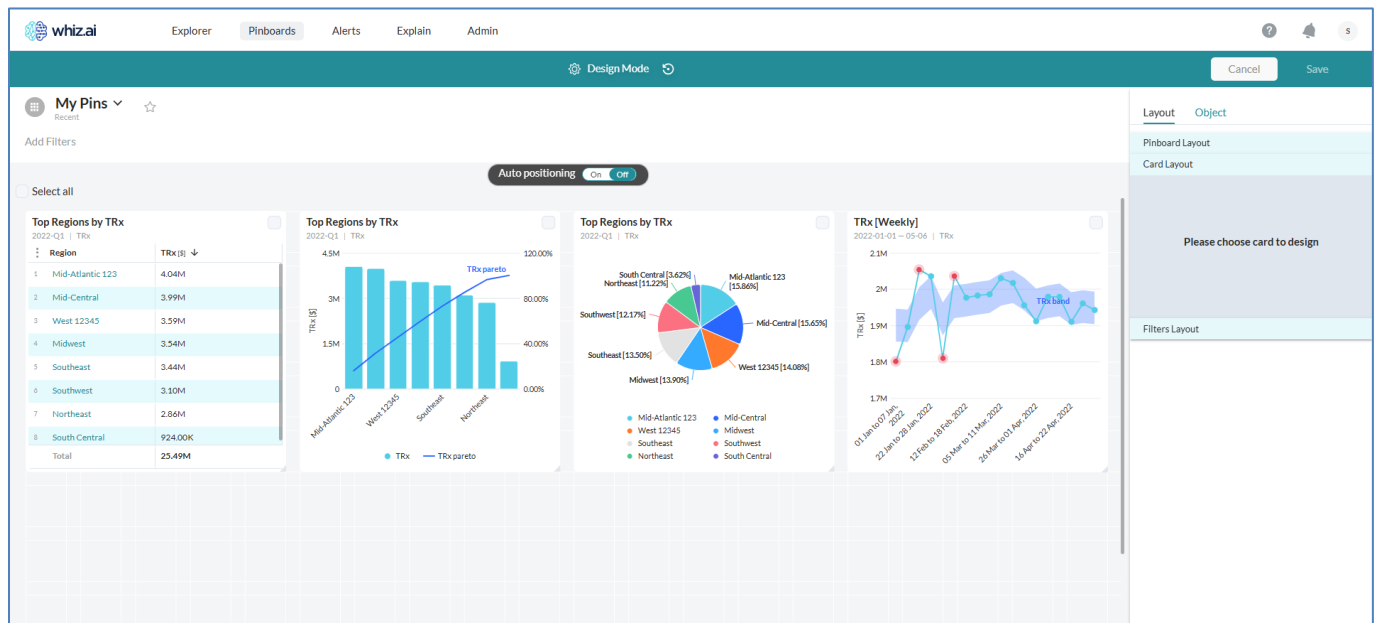 whiz.ai Explorer Pinboards Alerts Explain Admin ? S
Design Mode Cancel Save
My Pins
Recent
Add Filters
Auto positioning On Off
Select all
Layout Object
Pinboard Layout
Card Layout
Please choose card to design
Filters Layout
Top Regions by TRx
2022-Q1 | TRx
Region TRx [$]
1 Mid-Atlantic 123 4.04M
2 Mid-Central 3.99M
3 West 12345 3.59M
4 Midwest 3.54M
5 Southeast 3.44M
6 Southwest 3.10M
7 Northeast 2.86M
8 South Central 924.00K
Total 25.49M
Top Regions by TRx
2022-Q1 | TRx
4.5M 120.00%
TRx pareto
3M 80.00%
TRx [$]
1.5M 40.00%
0 0.00%
Mid-Atlantic 123 West 12345 Southeast Northeast
TRx TRx pareto
Top Regions by TRx
2022-Q1 | TRx
South Central [3.62%]
Northeast [11.22%]
Mid-Atlantic 123
[15.86%]
Southwest [12.17%]
Mid-Central [15.65%]
Southeast [13.50%]
West 12345 [14.08%]
Midwest [13.90%]
Mid-Atlantic 123 Mid-Central
West 12345 Midwest
Southeast Southwest
Northeast South Central
TRx [Weekly]
2022-01-01 — 05-06 | TRx
2.1M
2M
TRx band
TRx [$]
1.9M
1.8M
1.7M
01 Jan to 07 Jan,
2022
22 Jan to 28 Jan, 2022
12 Feb to 18 Feb, 2022
05 Mar to 11 Mar, 2022
26 Mar to 01 Apr, 2022
16 Apr to 22 Apr, 2022